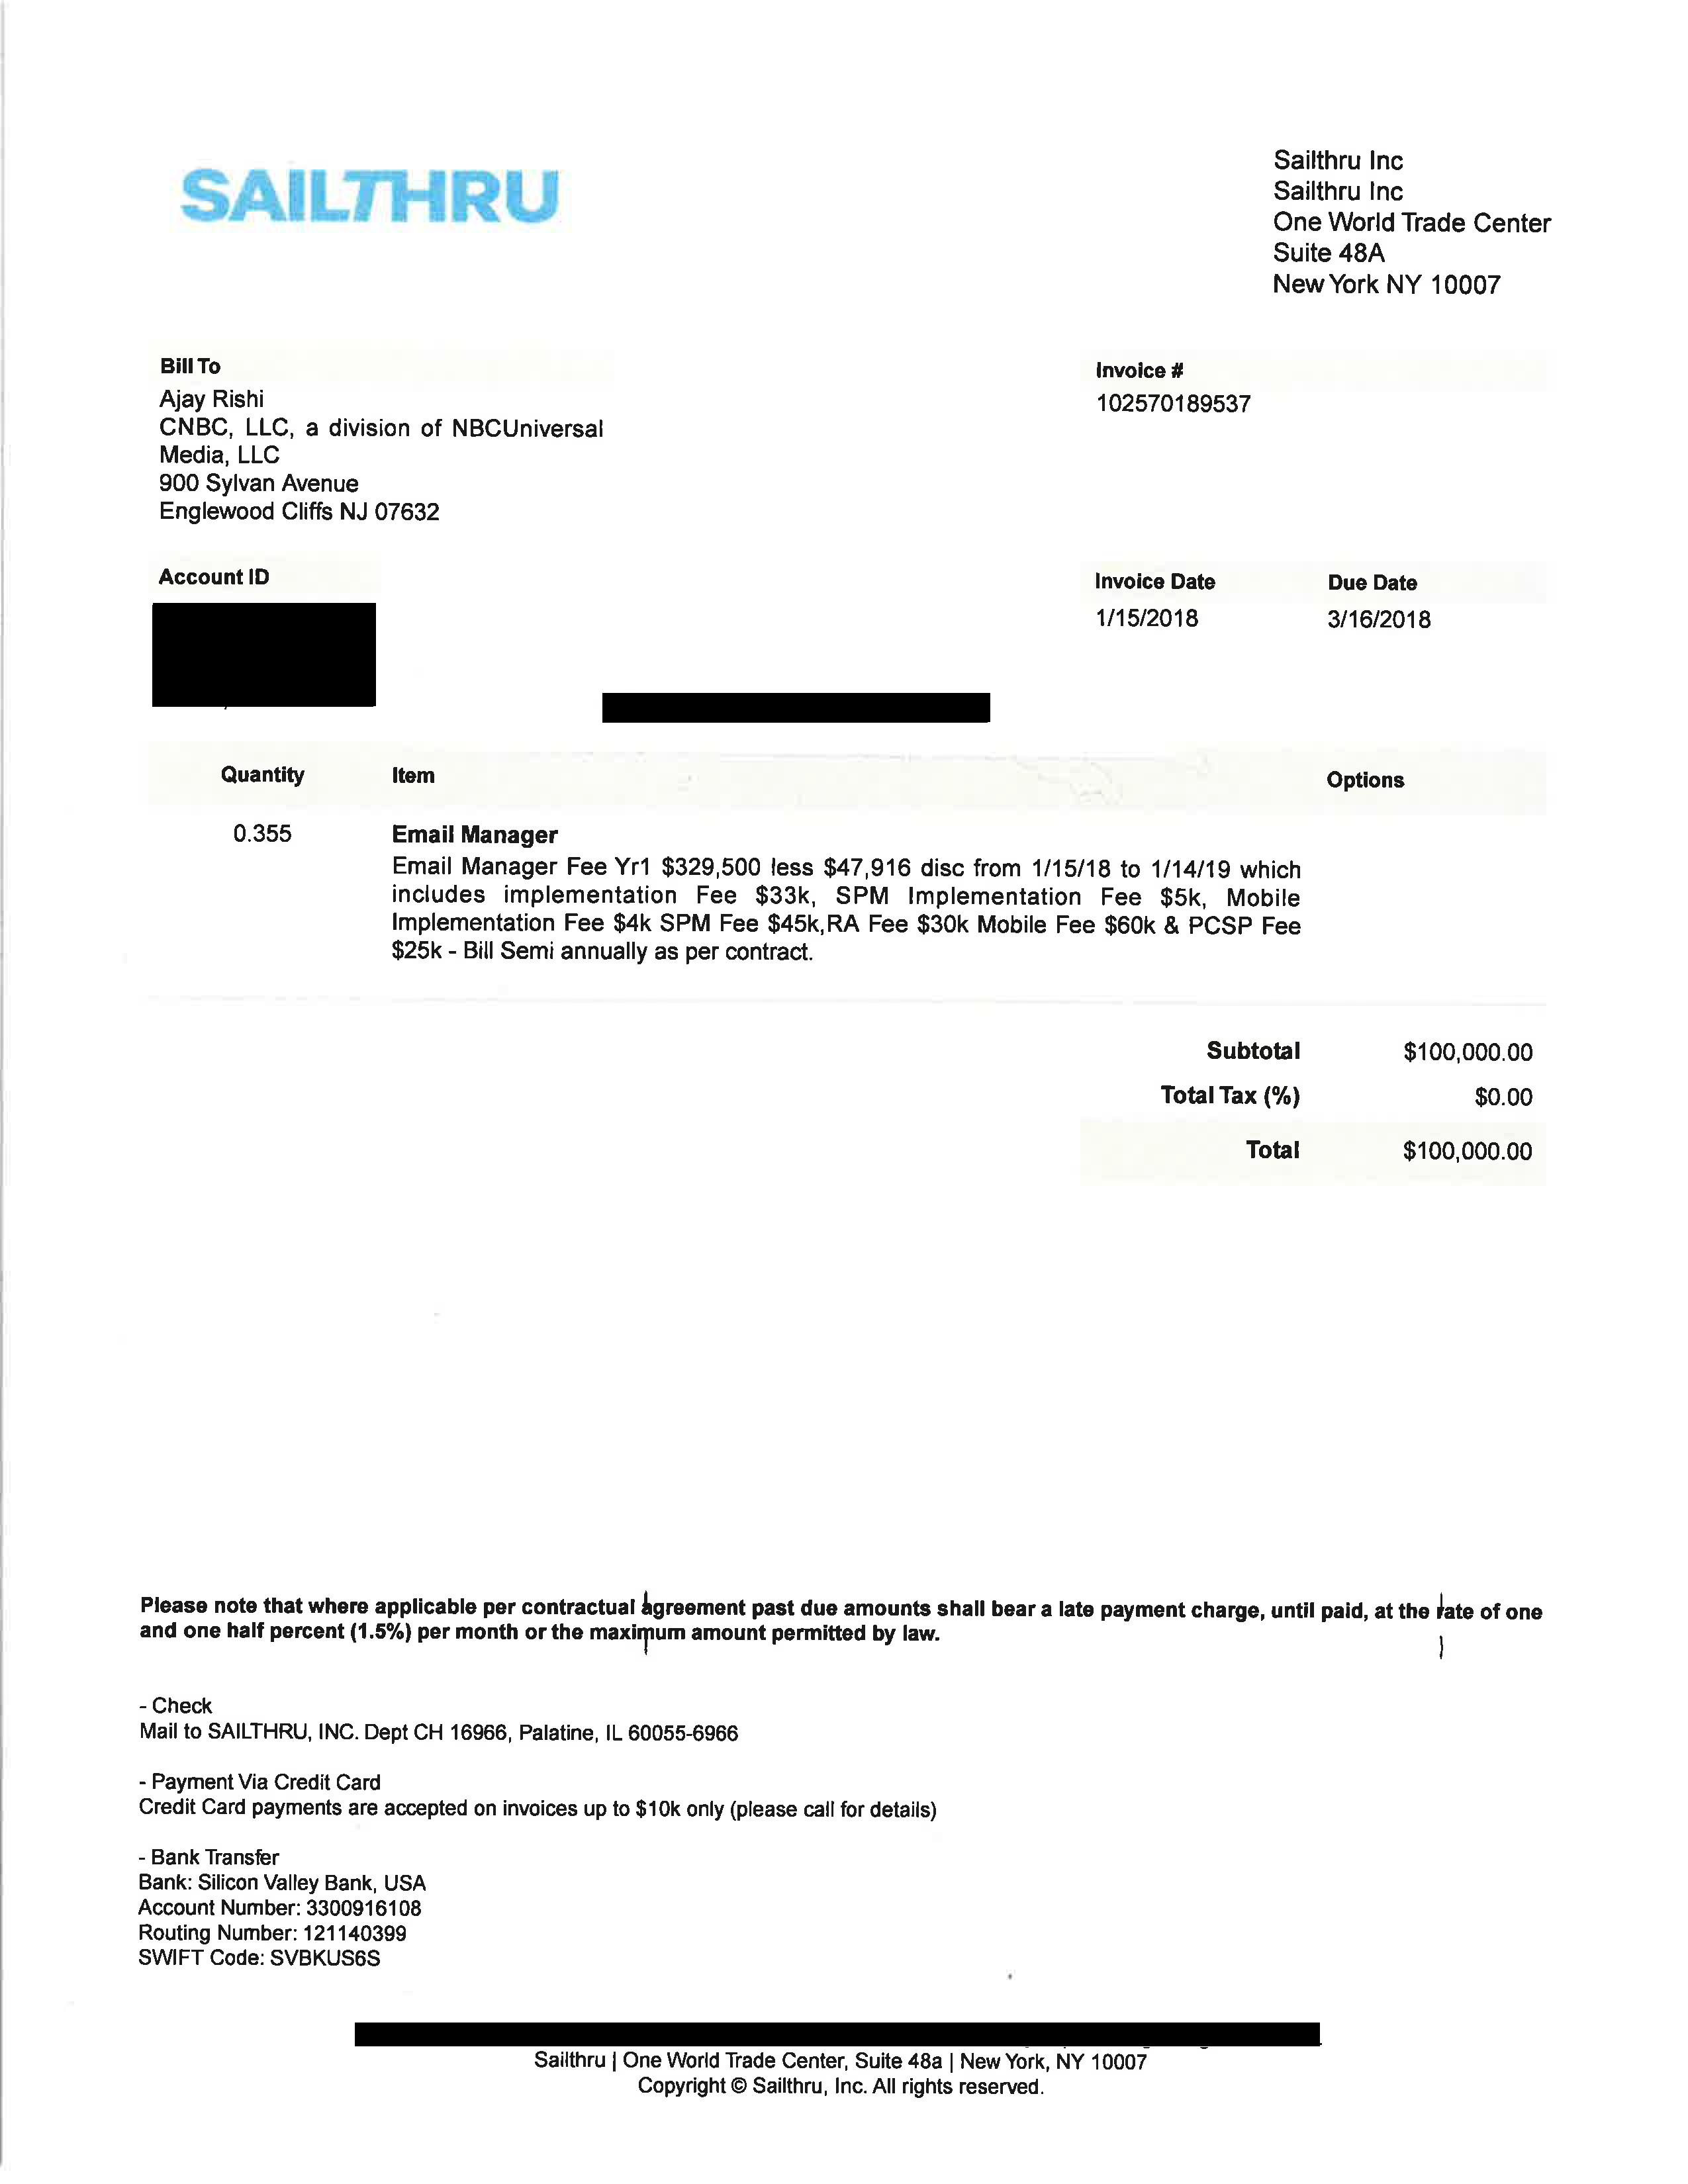 SAILTHRU
Sailthru Inc
Sailthru Inc
One World Trade Center
Suite 48A
New York NY 10007
Bill To
Ajay Rishi
CNBC, LLC, a division of NBCUniversal
Media, LLC
900 Sylvan Avenue
Englewood Cliffs NJ 07632
Invoice #
102570189537
Account ID
Invoice Date Due Date
1/15/2018 3/16/2018
Quantity Item Options
0.355 Email Manager
Email Manager Fee Yr1 $329,500 less $47,916 disc from 1/15/18 to 1/14/19 which
includes implementation Fee $33k, SPM Implementation Fee $5k, Mobile
Implementation Fee $4k SPM Fee $45k,RA Fee $30k Mobile Fee $60k & PCSP Fee
$25k - Bill Semi annually as per contract.
Subtotal $100,000.00
Total Tax (%) $0.00
Total $100,000.00
Please note that where applicable per contractual agreement past due amounts shall bear a late payment charge, until paid, at the rate of one
and one half percent (1.5%) per month or the maximum amount permitted by law.
- Check
Mail to SAILTHRU, INC. Dept CH 16966, Palatine, IL 60055-6966
- Payment Via Credit Card
Credit Card payments are accepted on invoices up to $10k only (please call for details)
- Bank Transfer
Bank: Silicon Valley Bank, USA
Account Number: 3300916108
Routing Number: 121140399
SWIFT Code: SVBKUS6S
Sailthru | One World Trade Center, Suite 48a | New York, NY 10007
Copyright © Sailthru, Inc. All rights reserved.